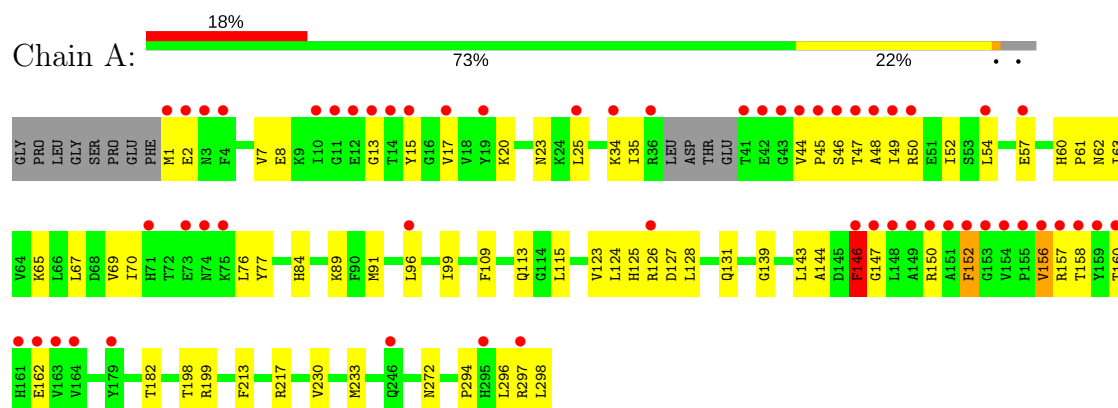 18%
Chain A:
73% 22% • •
GLY PRO LEU GLY SER PRO GLU PHE M1 E2 N3 F4 V7 E8 K9 I10 G11 E12 G13 T14 Y15 G16 V17 V18 Y19 K20 N23 K24 L25 K34 I35 R36 LEU ASP THR GLU T41 E42 G43 V44 P45 S46 T47 A48 I49 R50 E51 I52 S53 L54 E57 H60 P61 N62
V64 K65 L66 L67 D68 V69 I70 H71 T72 E73 N74 K75 L76 Y77 H84 K89 F90 M91 L96 I99 F109 Q113 G114 L115 V123 L124 H125 R126 D127 L128 Q131 G139 L143 A144 D145 F146 G147 L148 A149 R150 A151 F152 G153 V154 P155 V156 R157 T158 Y159 T160
H161 E162 V163 V164 Y179 T182 T198 R199 F213 R217 V230 M233 Q246 N272 P294 H295 L296 R297 L298